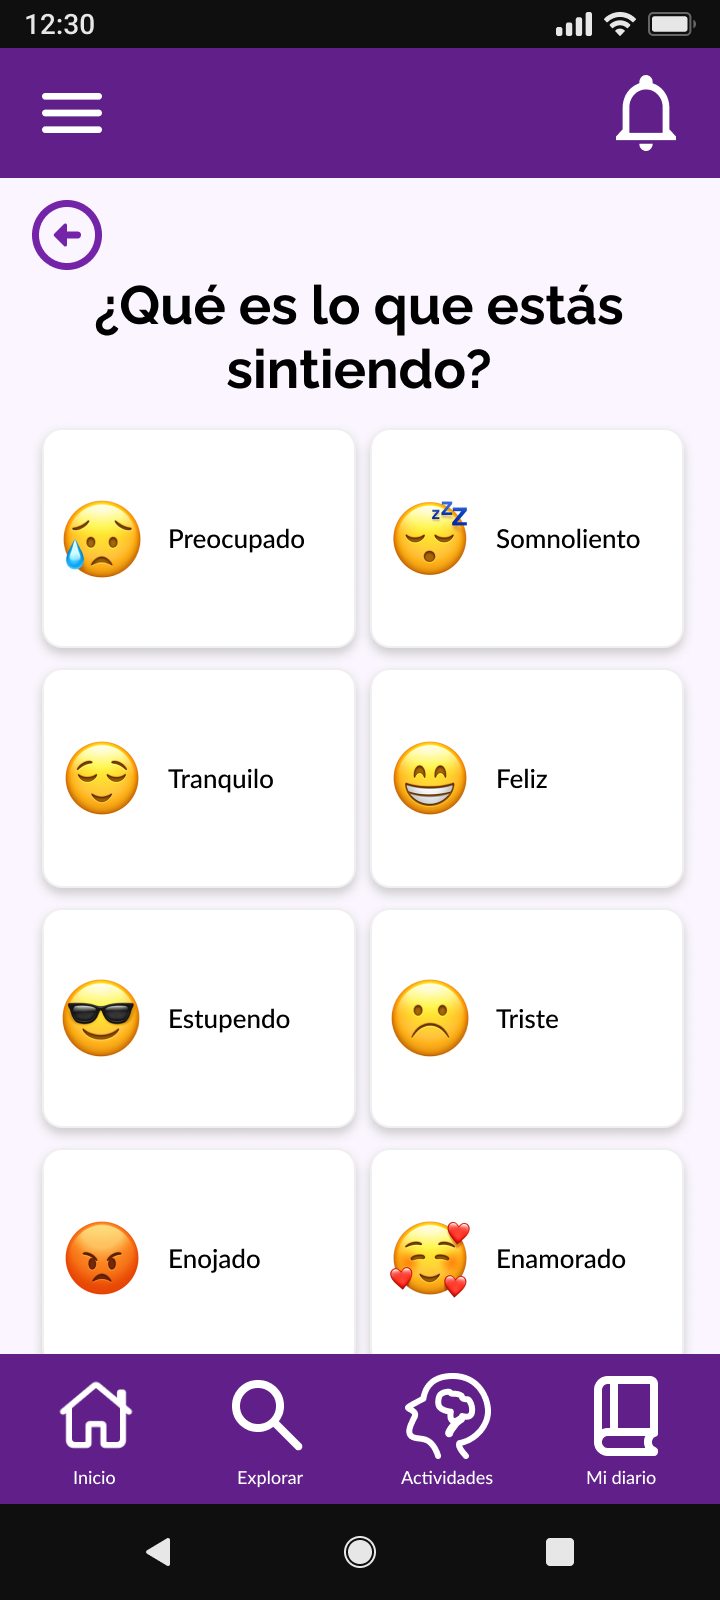 12:30
¿Qué es lo que estás
sintiendo?
Preocupado
Somnoliento
Tranquilo
Feliz
Estupendo
Triste
Enojado
Enamorado
Inicio
Explorar
Actividades
Mi diario